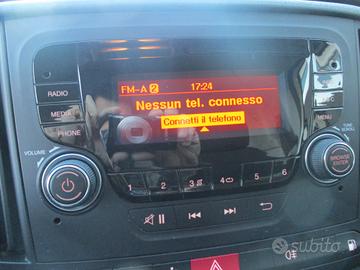 FM-A 2 17:24
Nessun tel. connesso
Connetti il telefono
RADIO
MEDIA
PHONE
MENU
VOLUME
TUNE
SCROLL
BROWSE
ENTER
1 2 3 4 5 6
subito